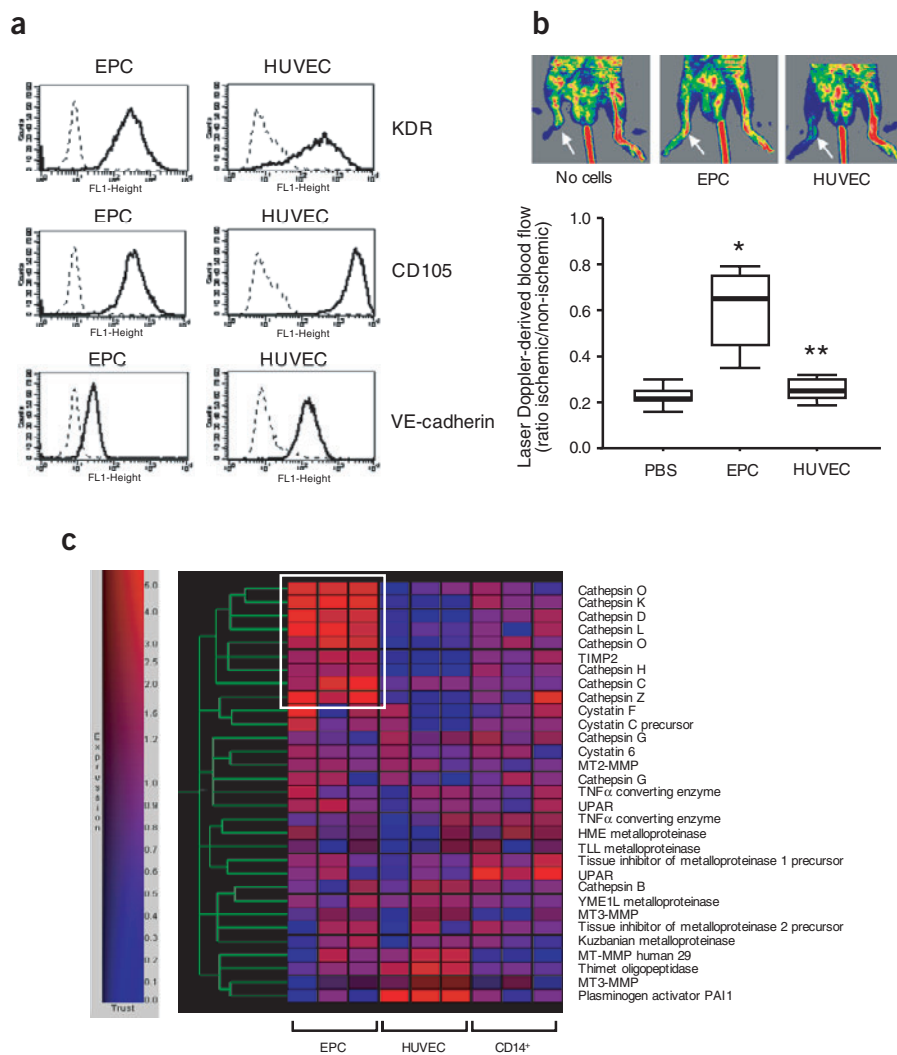 a
EPC
HUVEC
Counts
FL1-Height
FL1-Height
KDR
EPC
HUVEC
Counts
FL1-Height
FL1-Height
CD105
EPC
HUVEC
Counts
FL1-Height
FL1-Height
VE-cadherin
b
No cells
EPC
HUVEC
Laser Doppler-derived blood flow
(ratio ischemic/non-ischemic)
1.0
0.8
0.6
0.4
0.2
0.0
*
**
PBS
EPC
HUVEC
c
Expression
5.0
4.0
3.0
2.5
2.0
1.2
1.0
0.9
0.8
0.7
0.6
0.5
0.4
0.3
0.2
0.1
0.0
Trust
Cathepsin O
Cathepsin K
Cathepsin D
Cathepsin L
Cathepsin O
TIMP2
Cathepsin H
Cathepsin C
Cathepsin Z
Cystatin F
Cystatin C precursor
Cathepsin G
Cystatin 6
MT2-MMP
Cathepsin G
TNFα converting enzyme
UPAR
TNFα converting enzyme
HME metalloproteinase
TLL metalloproteinase
Tissue inhibitor of metalloproteinase 1 precursor
UPAR
Cathepsin B
YME1L metalloproteinase
MT3-MMP
Tissue inhibitor of metalloproteinase 2 precursor
Kuzbanian metalloproteinase
MT-MMP human 29
Thimet oligopeptidase
MT3-MMP
Plasminogen activator PAI1
EPC
HUVEC
CD14⁺